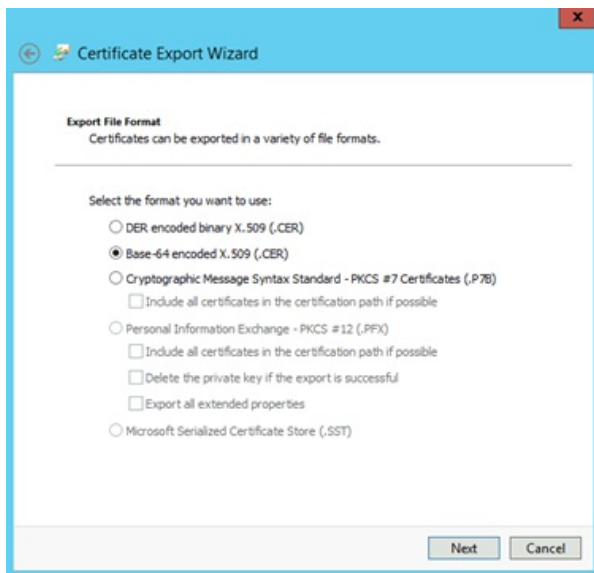 x
Certificate Export Wizard
Export File Format
Certificates can be exported in a variety of file formats.
Select the format you want to use:
DER encoded binary X.509 (.CER)
Base-64 encoded X.509 (.CER)
Cryptographic Message Syntax Standard - PKCS #7 Certificates (.P7B)
Include all certificates in the certification path if possible
Personal Information Exchange - PKCS #12 (.PFX)
Include all certificates in the certification path if possible
Delete the private key if the export is successful
Export all extended properties
Microsoft Serialized Certificate Store (.SST)
Next Cancel